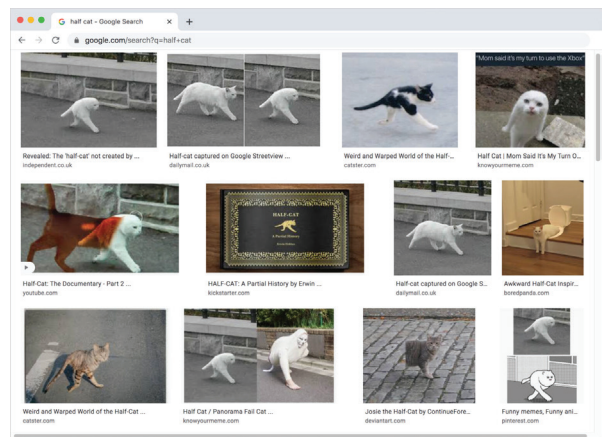 half cat - Google Search
google.com/search?q=half+cat
"Mom said it's my turn to use the Xbox"
Revealed: The 'half-cat' not created by ...
independent.co.uk
Half-cat captured on Google Streetview ...
dailymail.co.uk
Weird and Warped World of the Half-...
catster.com
Half Cat | Mom Said It's My Turn O...
knowyourmeme.com
HALF-CAT
A Partial History
Half-Cat: The Documentary - Part 2 ...
youtube.com
HALF-CAT: A Partial History by Erwin ...
kickstarter.com
Half-cat captured on Google S...
dailymail.co.uk
Awkward Half-Cat Inspir...
boredpanda.com
Weird and Warped World of the Half-Cat ...
catster.com
Half Cat / Panorama Fail Cat ...
knowyourmeme.com
Josie the Half-Cat by ContinueFore...
deviantart.com
Funny memes, Funny ani...
pinterest.com